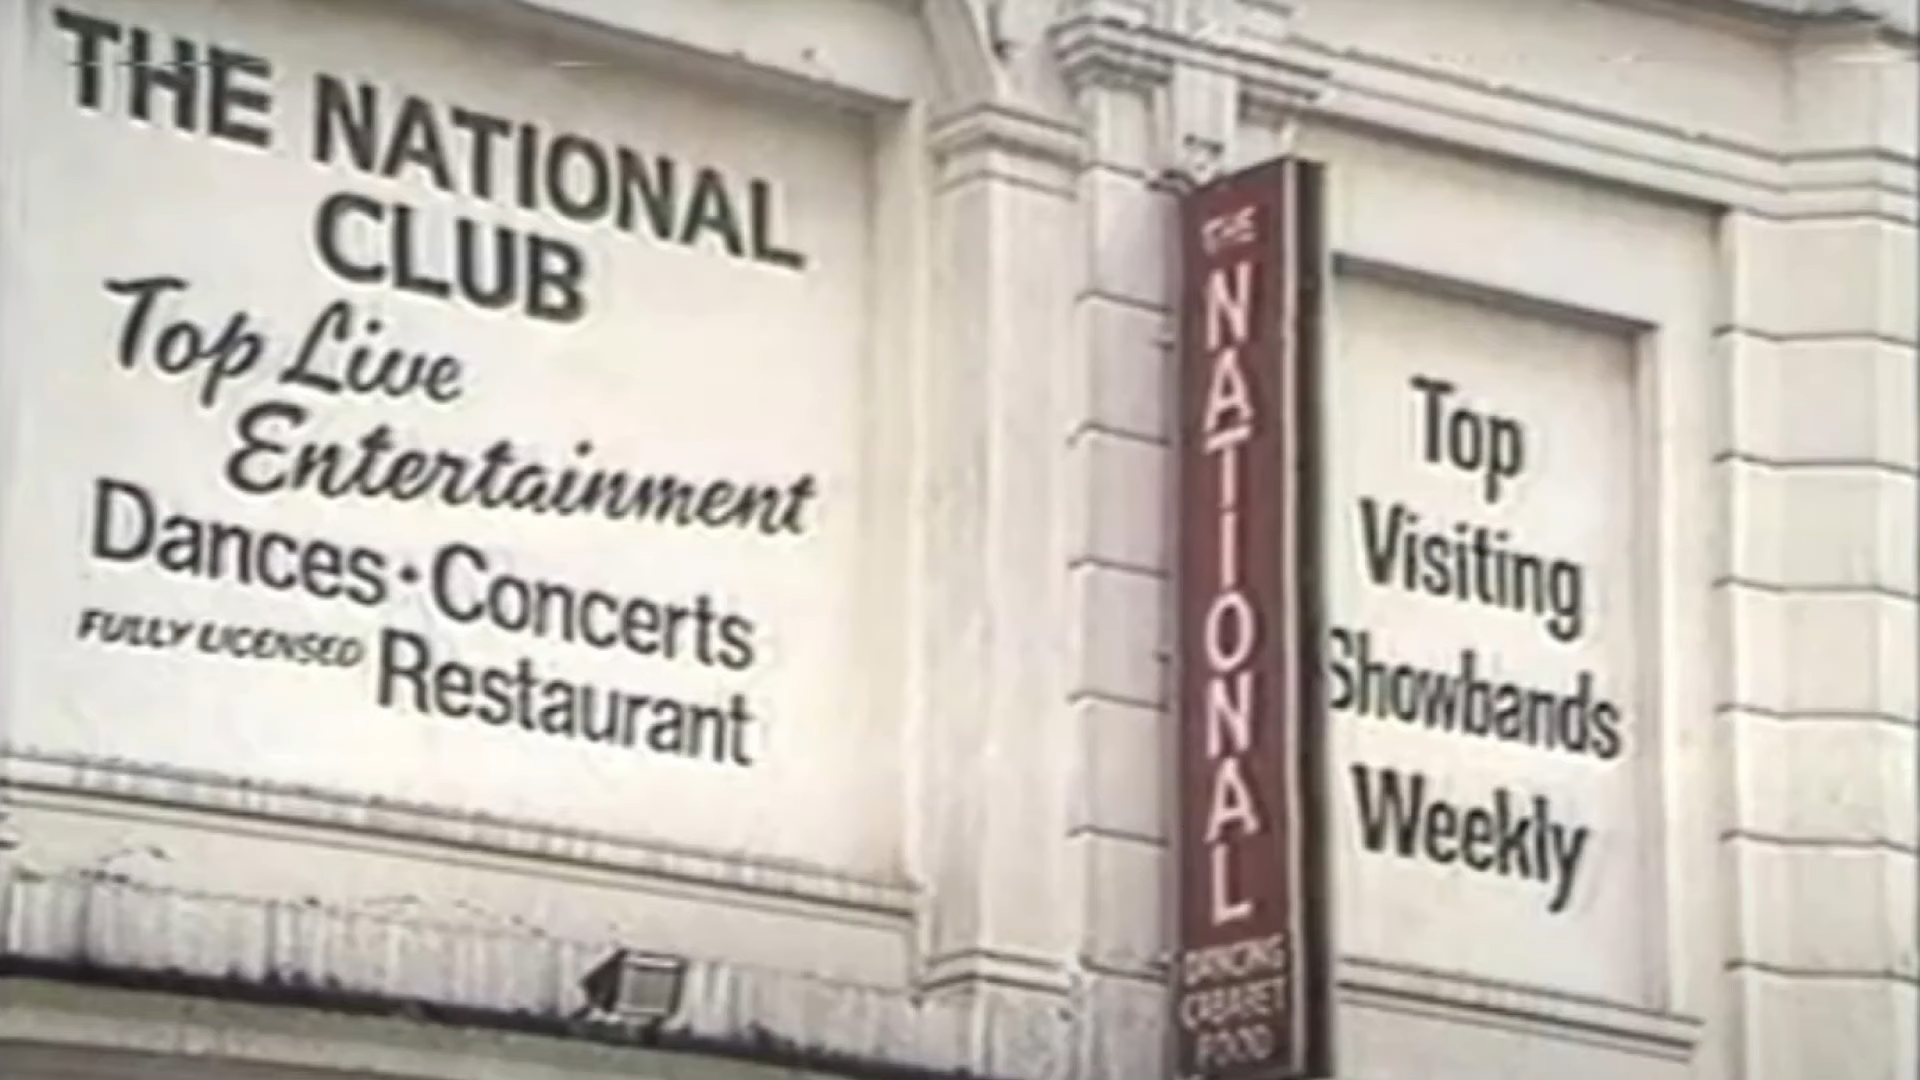 THE NATIONAL
CLUB
Top Live
Entertainment
Dances · Concerts
FULLY LICENSED Restaurant
THE
NATIONAL
DANCING
CABARET
FOOD
Top
Visiting
Showbands
Weekly